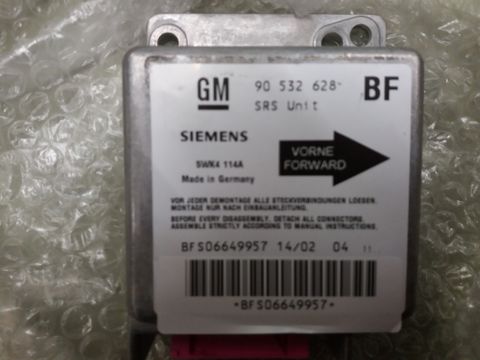 GM 90 532 628 BF
SRS Unit
SIEMENS
VORNE
FORWARD
5WK4 114A
Made in Germany
VOR JEDER DEMONTAGE ALLE STECKVERBINDUNGEN LOESEN.
MONTAGE NUR NACH EINBAUANLEITUNG.
BEFORE EVERY DISAGREMBLY, DETACH ALL CONNECTORS.
ASSEMBLE STRICTLY ACCORDING TO MANUAL INSTRUCTIONS.
BFS06649957 14/02 04
*BFS06649957*